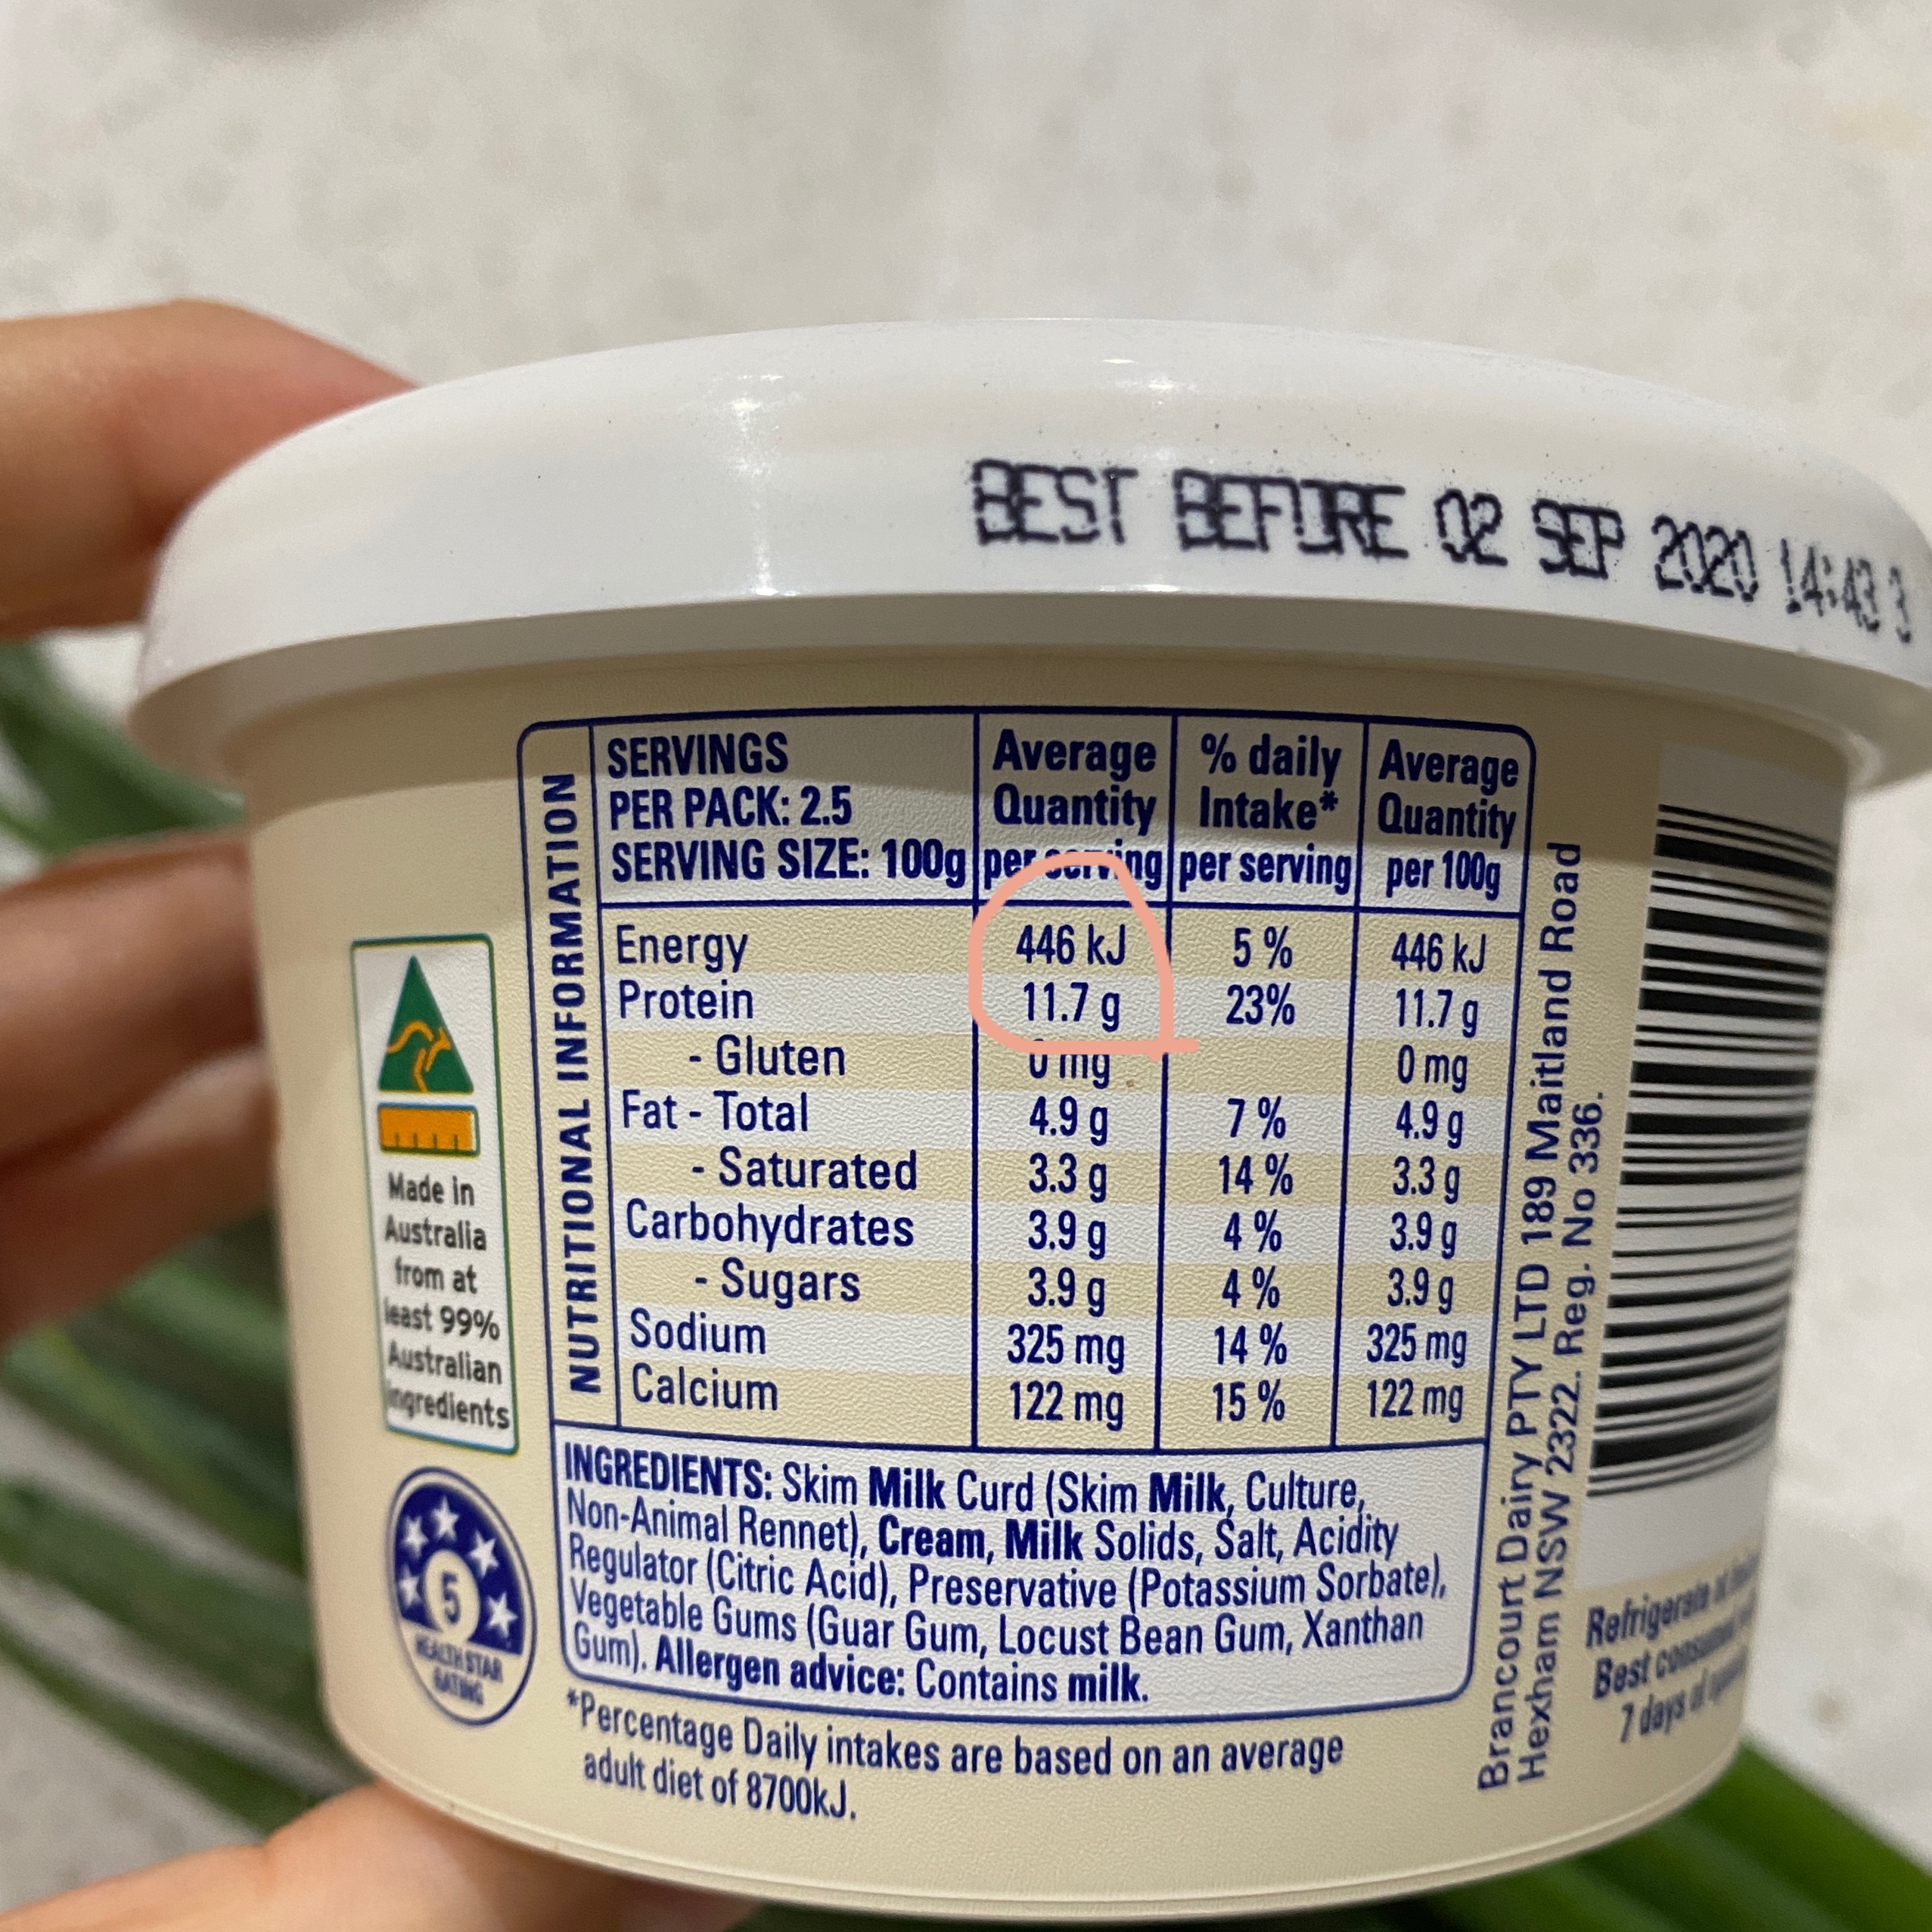 BEST BEFORE 02 SEP 2020 14:43 3
NUTRITIONAL INFORMATION
SERVINGS
PER PACK: 2.5
SERVING SIZE: 100g
Average
Quantity
per serving
% daily
Intake*
per serving
Average
Quantity
per 100g
Energy 446 kJ 5 % 446 kJ
Protein 11.7 g 23% 11.7 g
- Gluten 0 mg 0 mg
Fat - Total 4.9 g 7 % 4.9 g
- Saturated 3.3 g 14 % 3.3 g
Carbohydrates 3.9 g 4 % 3.9 g
- Sugars 3.9 g 4 % 3.9 g
Sodium 325 mg 14 % 325 mg
Calcium 122 mg 15 % 122 mg
INGREDIENTS: Skim Milk Curd (Skim Milk, Culture,
Non-Animal Rennet), Cream, Milk Solids, Salt, Acidity
Regulator (Citric Acid), Preservative (Potassium Sorbate),
Vegetable Gums (Guar Gum, Locust Bean Gum, Xanthan
Gum). Allergen advice: Contains milk.
*Percentage Daily intakes are based on an average
adult diet of 8700kJ.
Made in
Australia
from at
least 99%
Australian
ingredients
5
HEALTH STAR
RATING
Brancourt Dairy PTY LTD 189 Maitland Road
Hexham NSW 2322. Reg. No 336.
Refrigerate
Best
7 days of